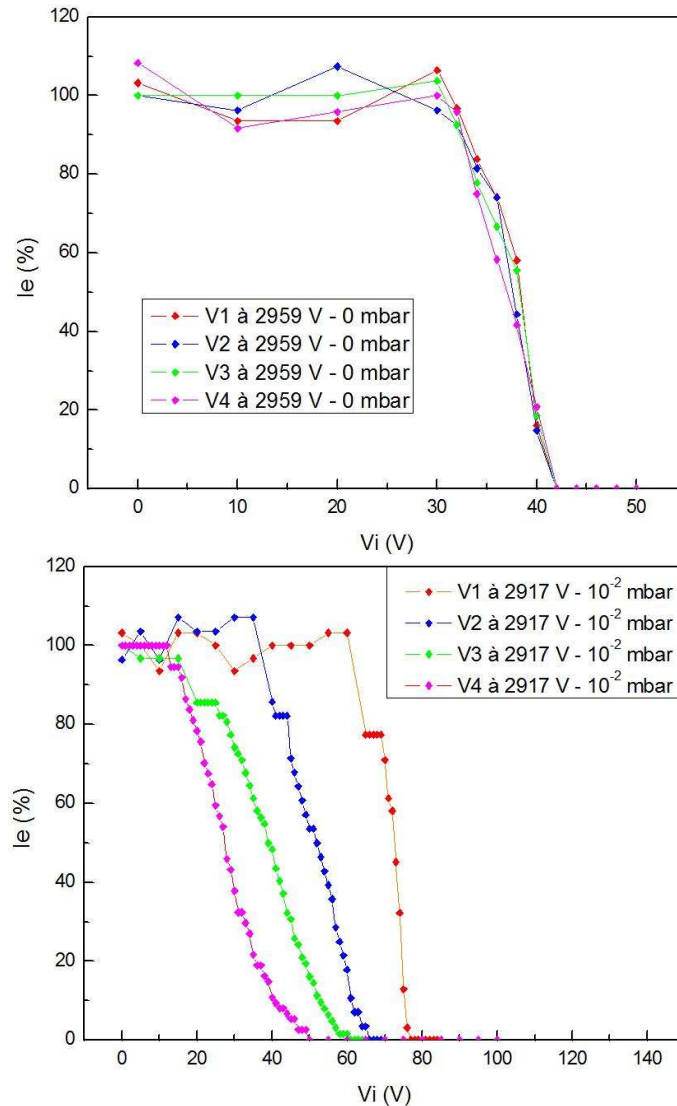 120
100
80
60
40
20
0
Ie (%)
V1 à 2959 V - 0 mbar
V2 à 2959 V - 0 mbar
V3 à 2959 V - 0 mbar
V4 à 2959 V - 0 mbar
0 10 20 30 40 50
Vi (V)
120
100
80
60
40
20
0
Ie (%)
V1 à 2917 V - 10⁻² mbar
V2 à 2917 V - 10⁻² mbar
V3 à 2917 V - 10⁻² mbar
V4 à 2917 V - 10⁻² mbar
0 20 40 60 80 100 120 140
Vi (V)